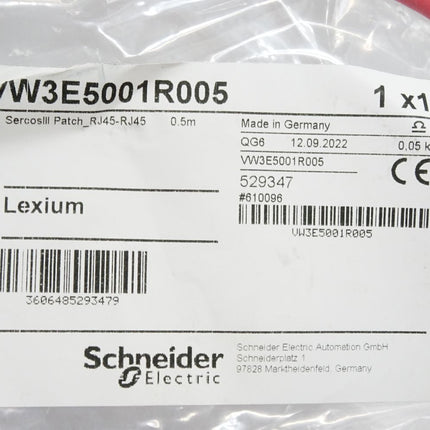 VW3E5001R005 1 x1
SercosIII Patch_RJ45-RJ45 0.5m
Made in Germany
QG6 12.09.2022 0,05 k
VW3E5001R005
529347
#610096
CE
Lexium
VW3E5001R005
3606485293479
Schneider
Electric
Schneider Electric Automation GmbH
Schneiderplatz 1
97828 Marktheidenfeld, Germany